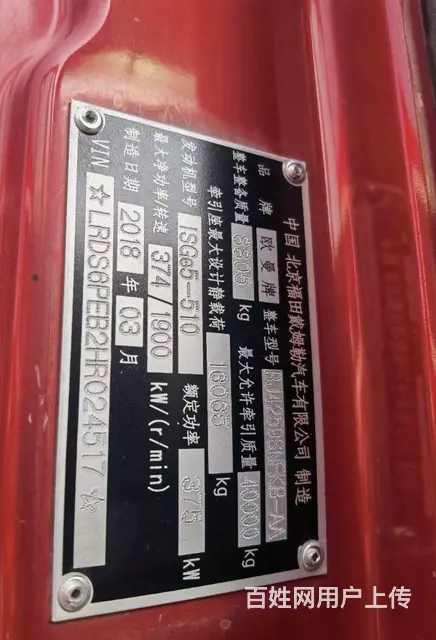 中国 北京福田戴姆勒汽车有限公司 制造
品牌 欧曼牌 整车型号
整车整备质量 8805 kg 最大允许牵引质量 40000 kg
牵引座最大设计静载荷 16065 kg
发动机型号 ISGe5-510 额定功率 375 kW
最大净功率/转速 374/1900 kW/(r/min)
制造日期 2018 年 03 月
VIN ☆LRDS6PEB2HR024517☆
百姓网用户上传